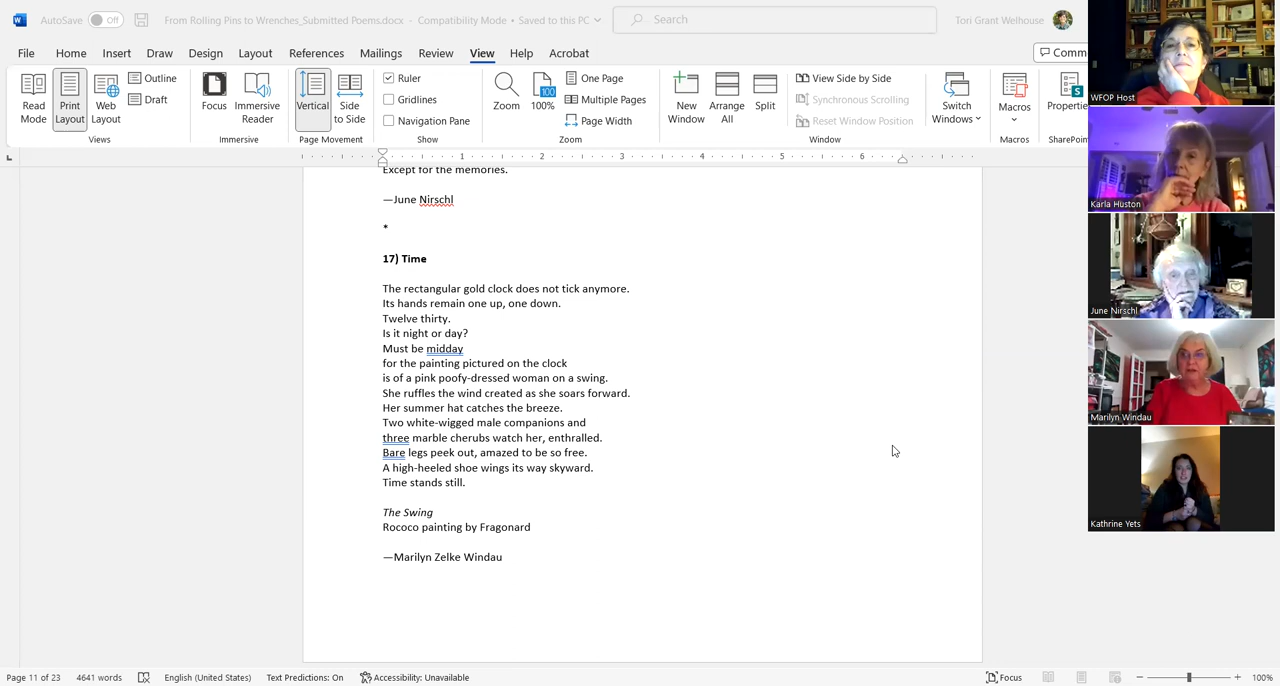 AutoSave Off From Rolling Pins to Wrenches_Submitted Poems.docx - Compatibility Mode • Saved to this PC Search Tori Grant Welhouse
File Home Insert Draw Design Layout References Mailings Review View Help Acrobat Comm
Read Mode Print Layout Web Layout Outline Draft Focus Immersive Reader Vertical Side to Side Ruler Gridlines Navigation Pane Zoom 100 100% One Page Multiple Pages Page Width New Window Arrange All Split View Side by Side Synchronous Scrolling Reset Window Position Switch Windows Macros Properties
Views Immersive Page Movement Show Zoom Window Macros SharePoint
1 2 3 4 5 6
Except for the memories.
—June Nirschl
*
17) Time
The rectangular gold clock does not tick anymore.
Its hands remain one up, one down.
Twelve thirty.
Is it night or day?
Must be midday
for the painting pictured on the clock
is of a pink poofy-dressed woman on a swing.
She ruffles the wind created as she soars forward.
Her summer hat catches the breeze.
Two white-wigged male companions and
three marble cherubs watch her, enthralled.
Bare legs peek out, amazed to be so free.
A high-heeled shoe wings its way skyward.
Time stands still.
The Swing
Rococo painting by Fragonard
—Marilyn Zelke Windau
WFOP Host
Karla Huston
June Nirschl
Marilyn Windau
Kathrine Yets
Page 11 of 23 4641 words English (United States) Text Predictions: On Accessibility: Unavailable Focus 100%